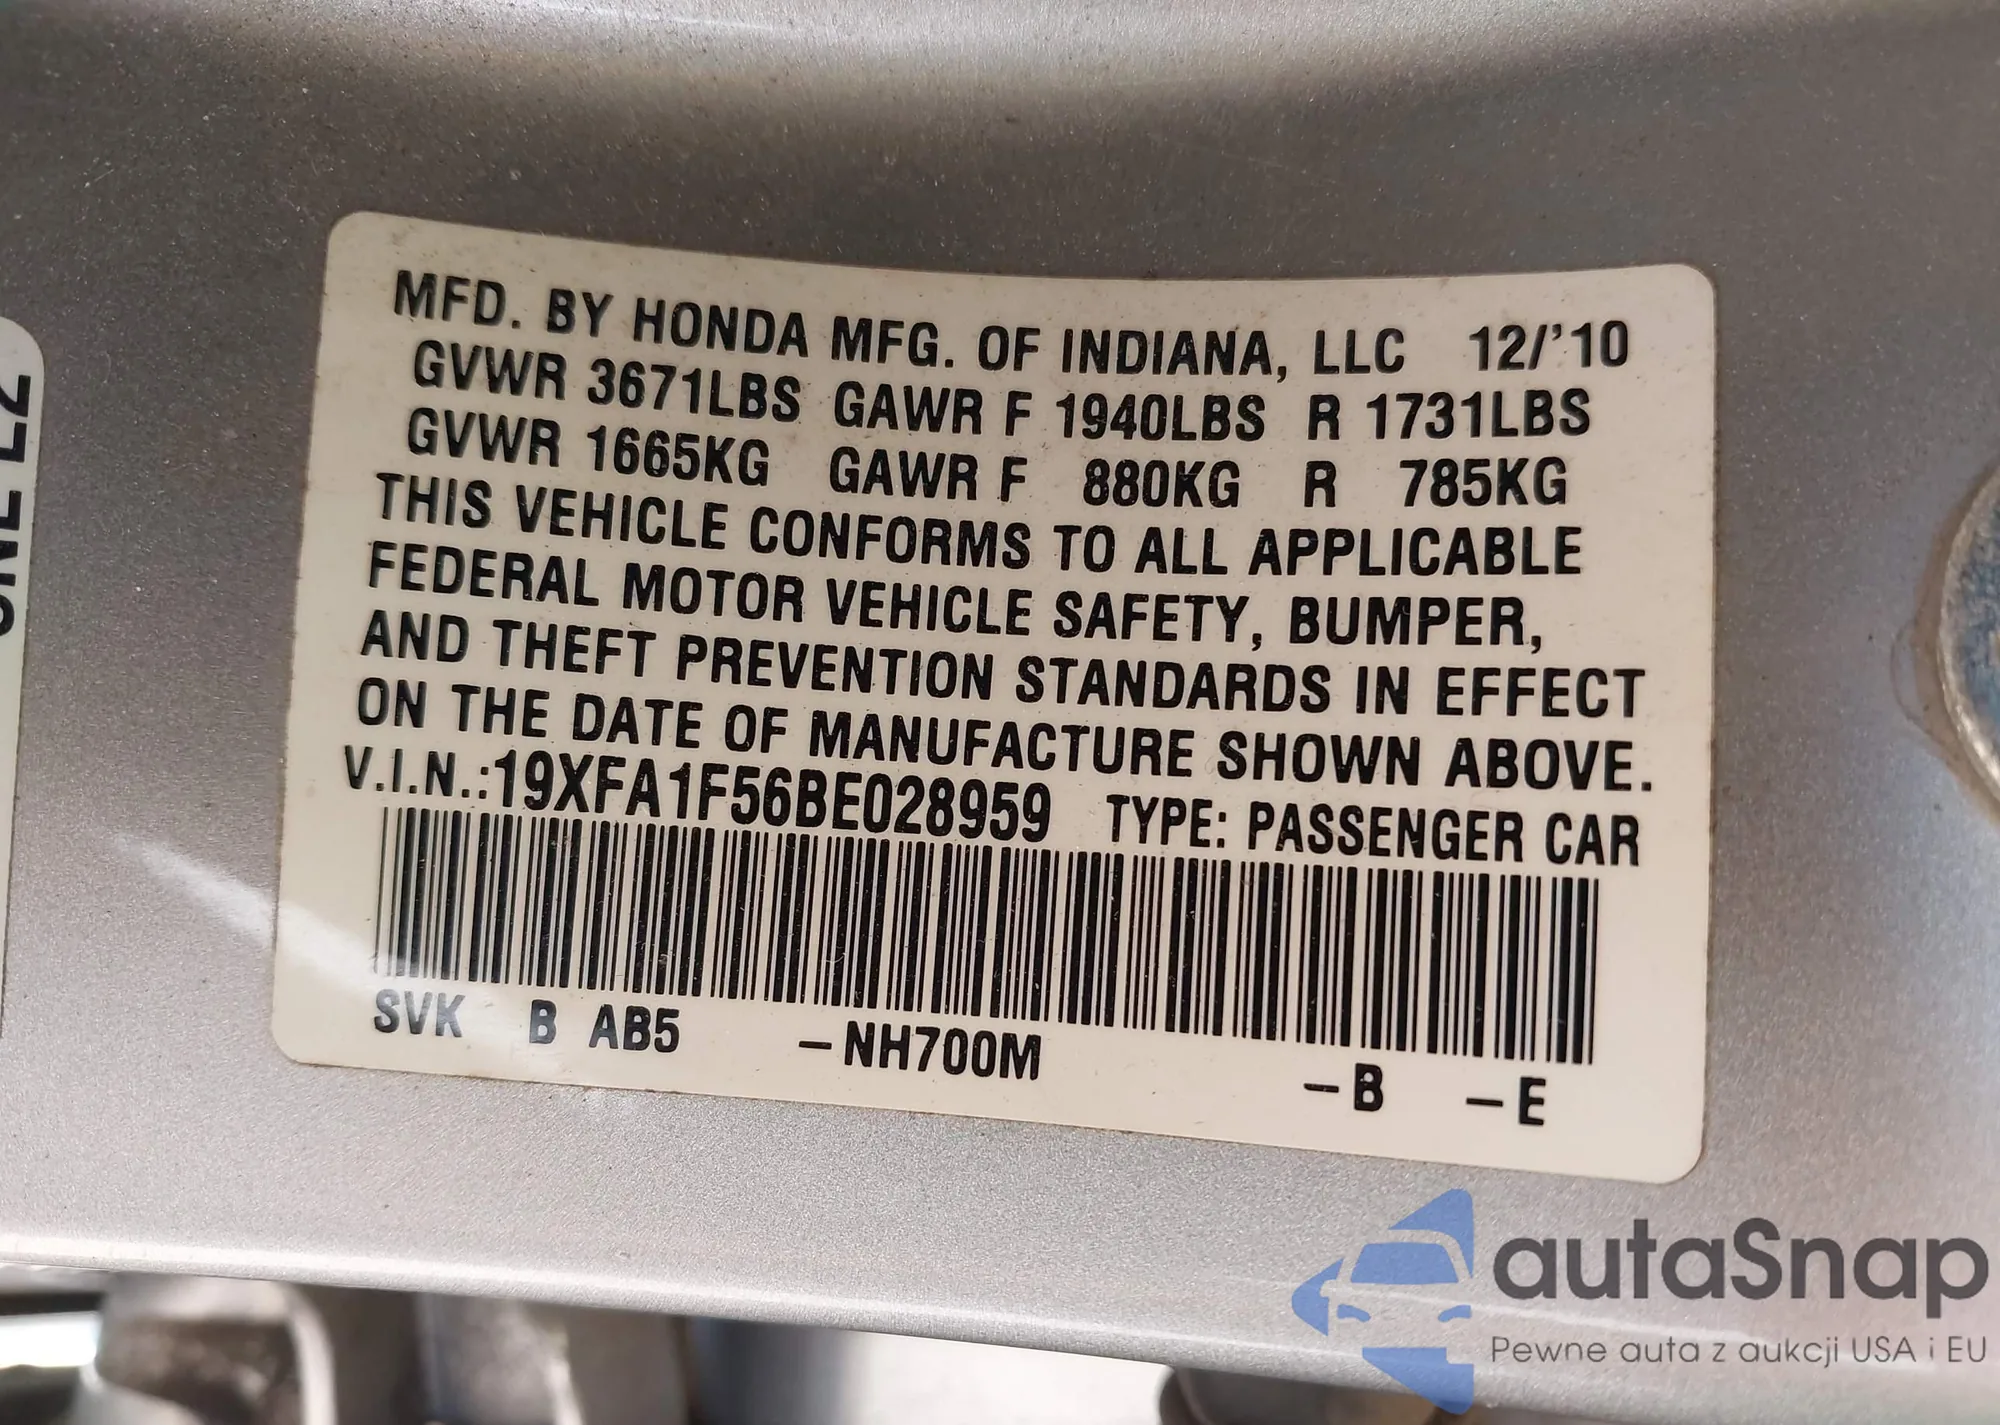 MFD. BY HONDA MFG. OF INDIANA, LLC 12/'10
GVWR 3671LBS GAWR F 1940LBS R 1731LBS
GVWR 1665KG GAWR F 880KG R 785KG
THIS VEHICLE CONFORMS TO ALL APPLICABLE
FEDERAL MOTOR VEHICLE SAFETY, BUMPER,
AND THEFT PREVENTION STANDARDS IN EFFECT
ON THE DATE OF MANUFACTURE SHOWN ABOVE.
V.I.N.:19XFA1F56BE028959 TYPE: PASSENGER CAR
SVK B AB5 -NH700M -B -E
autaSnap
Pewne auta z aukcji USA i EU